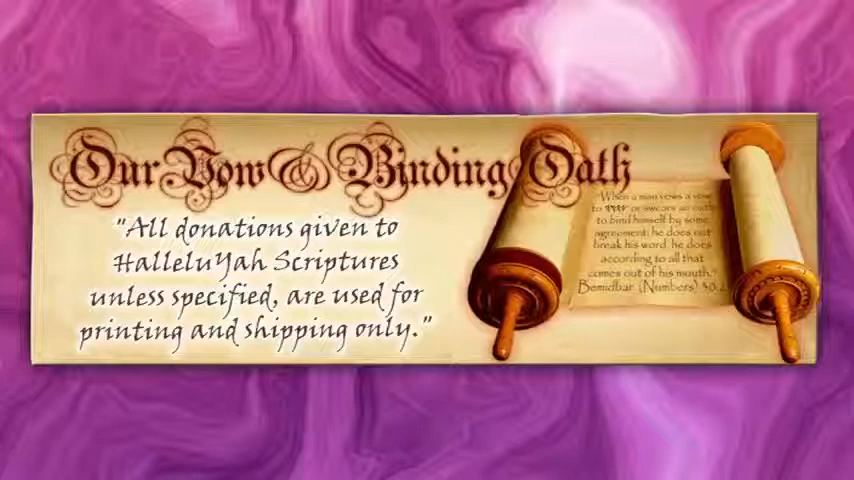 Our Vow & Binding Oath
"All donations given to
HalleluYah Scriptures
unless specified, are used for
printing and shipping only."
When a man vows a vow
to 𐤉𐤄𐤅𐤄 or swears an oath
to bind himself by some
agreement: he does not
break his word, he does
according to all that
comes out of his mouth."
Bemidbar (Numbers) 30:2